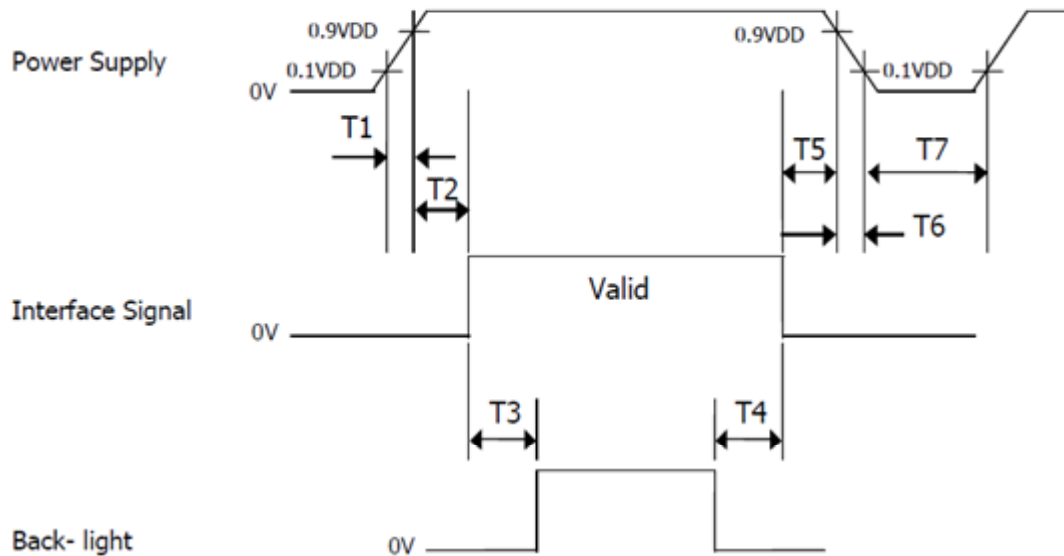 0.9VDD
0.9VDD
Power Supply
0.1VDD
0.1VDD
0V
T1
T5
T7
T2
T6
Valid
Interface Signal
0V
T3
T4
Back- light
0V